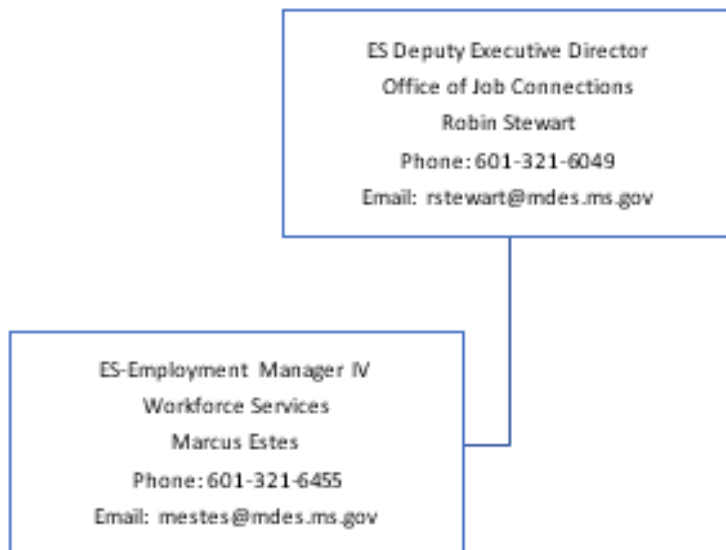 ES Deputy Executive Director
Office of Job Connections
Robin Stewart
Phone: 601-321-6049
Email: rstewart@mdes.ms.gov
ES-Employment Manager IV
Workforce Services
Marcus Estes
Phone: 601-321-6455
Email: mestes@mdes.ms.gov